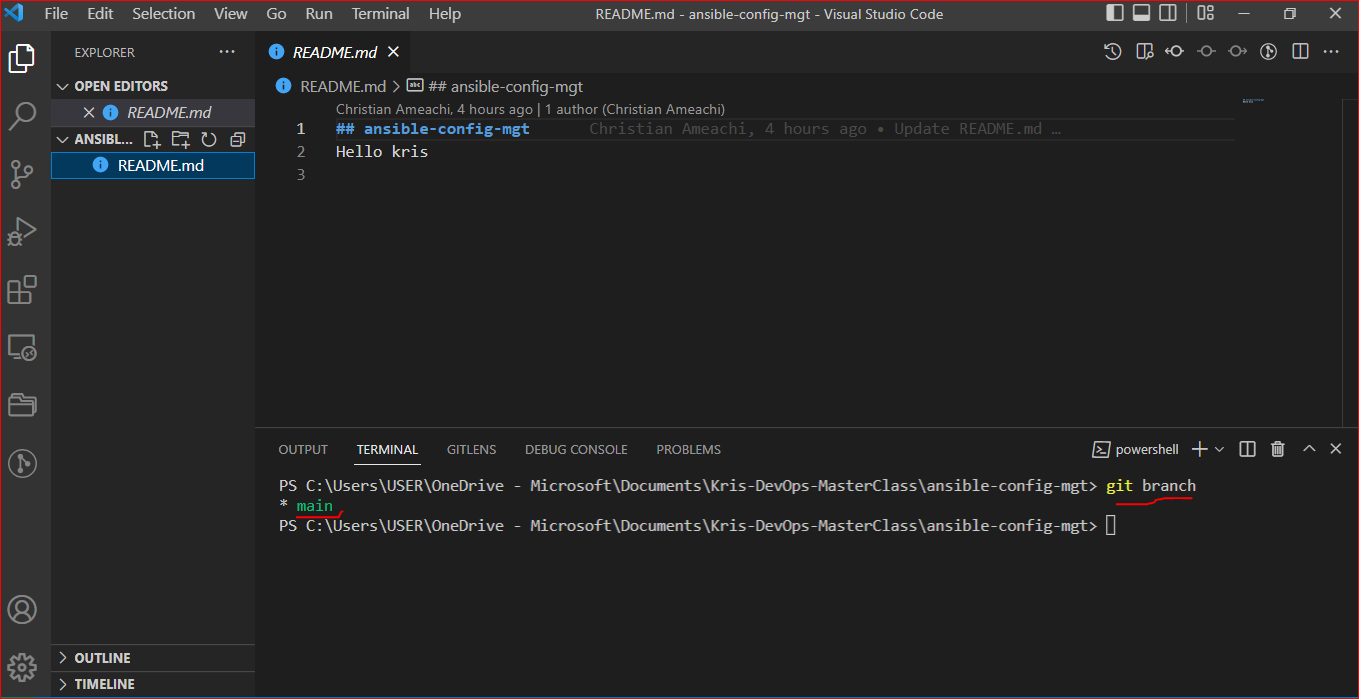 File Edit Selection View Go Run Terminal Help README.md - ansible-config-mgt - Visual Studio Code
EXPLORER
OPEN EDITORS
README.md
ANSIBL...
README.md
README.md
README.md > ## ansible-config-mgt
Christian Ameachi, 4 hours ago | 1 author (Christian Ameachi)
1 ## ansible-config-mgt Christian Ameachi, 4 hours ago • Update README.md …
2 Hello kris
3
OUTPUT TERMINAL GITLENS DEBUG CONSOLE PROBLEMS powershell
PS C:\Users\USER\OneDrive - Microsoft\Documents\Kris-DevOps-MasterClass\ansible-config-mgt> git branch
* main
PS C:\Users\USER\OneDrive - Microsoft\Documents\Kris-DevOps-MasterClass\ansible-config-mgt>
OUTLINE
TIMELINE